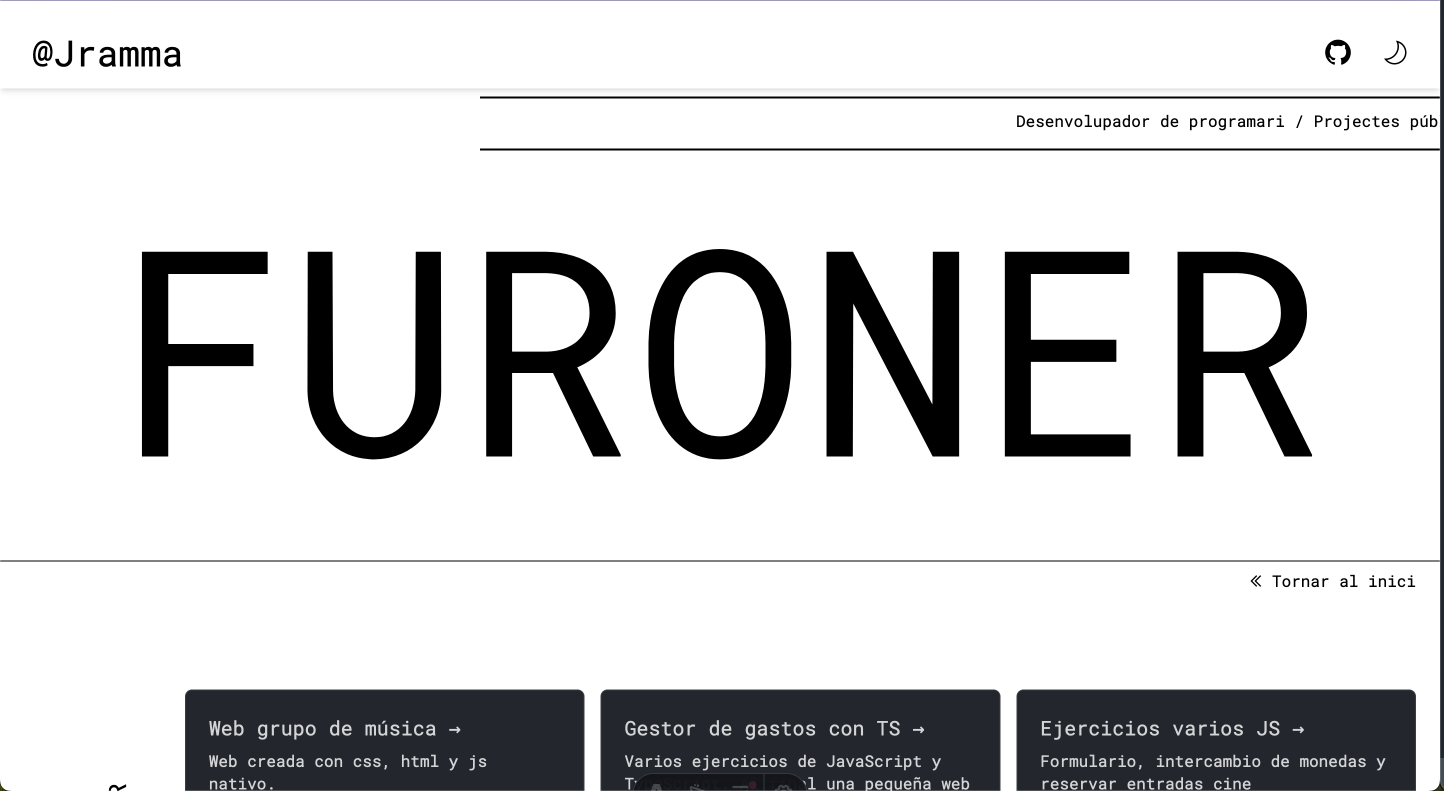 @Jramma
Desenvolupador de programari / Projectes púb
FURONER
Tornar al inici
Web grupo de música →
Web creada con css, html y js
nativo.
Gestor de gastos con TS →
Varios ejercicios de JavaScript y
una pequeña web
Ejercicios varios JS →
Formulario, intercambio de monedas y
reservar entradas cine
R